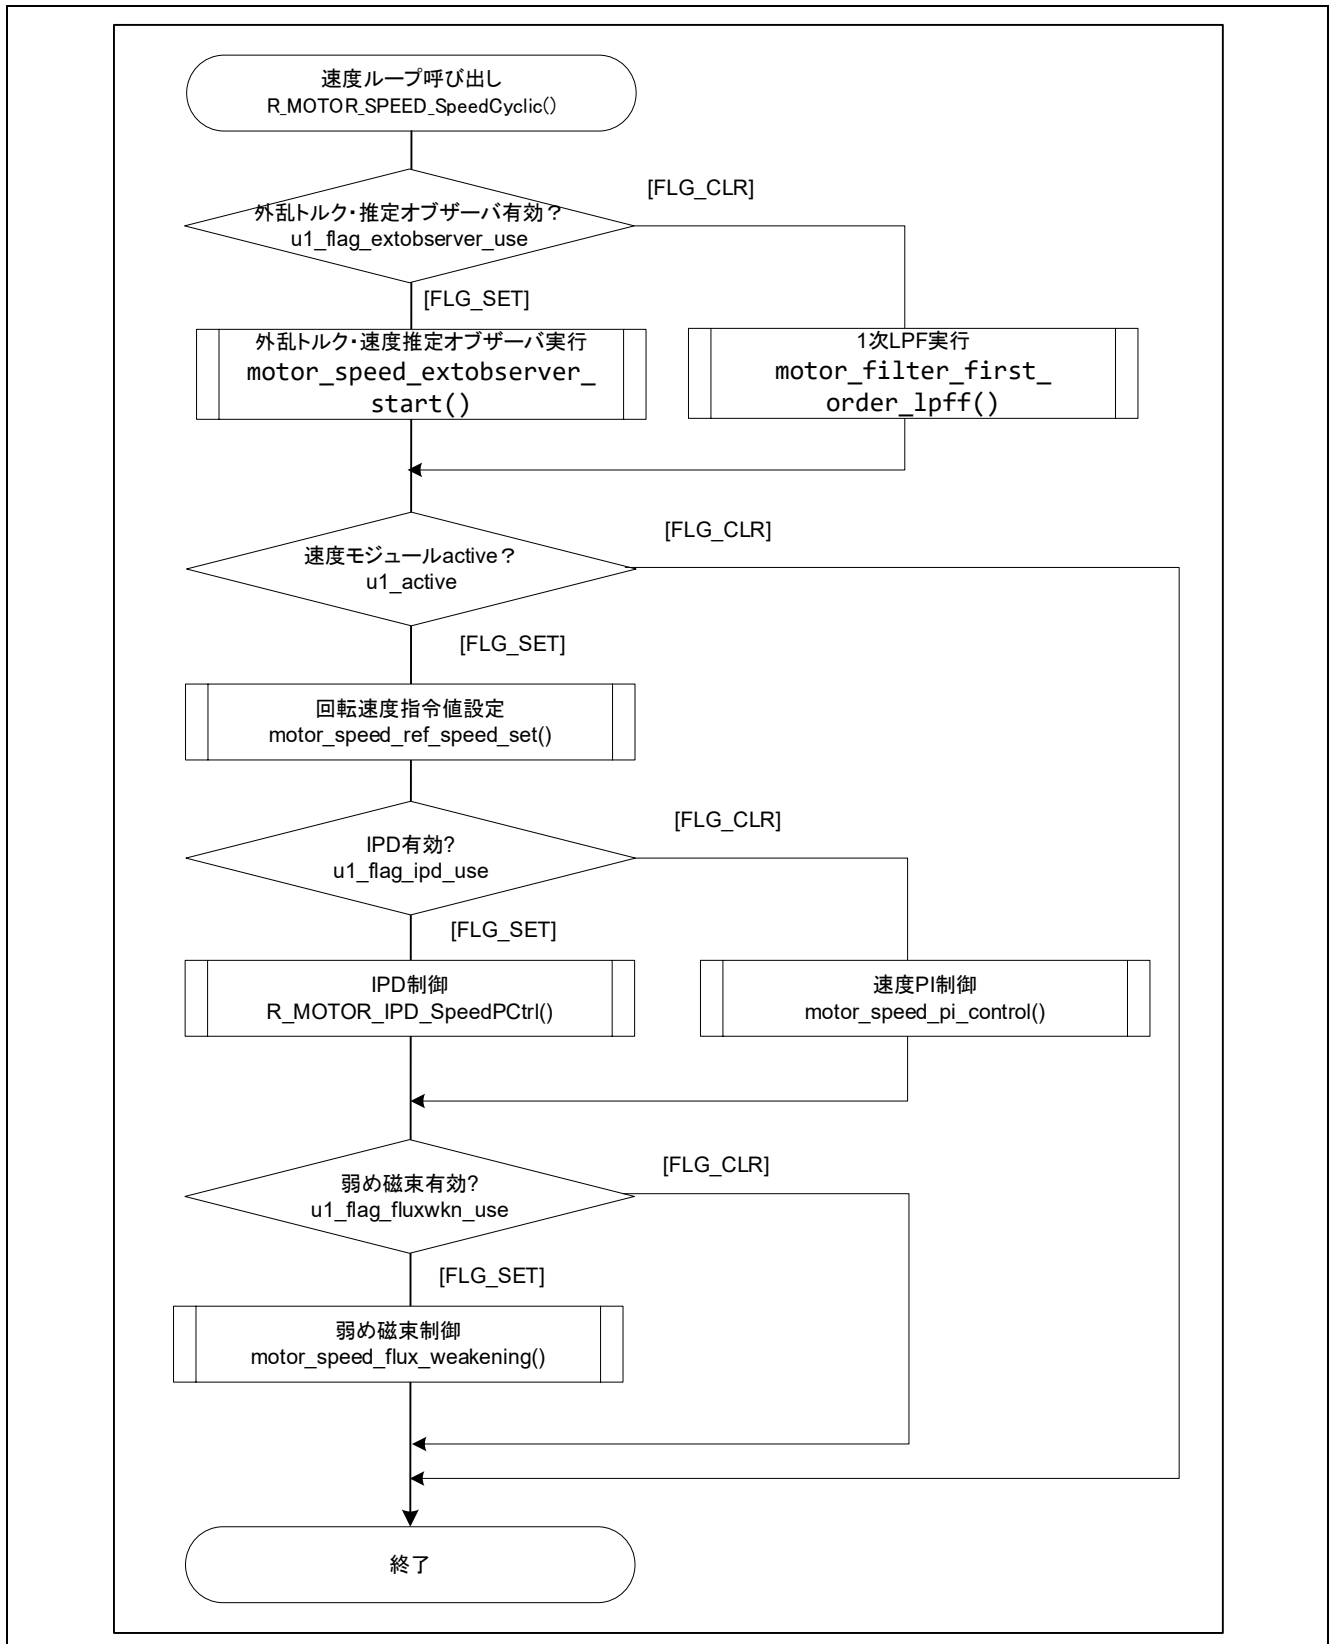 速度ループ呼び出し
R_MOTOR_SPEED_SpeedCyclic()
[FLG_CLR]
外乱トルク・推定オブザーバ有効？
u1_flag_extobserver_use
[FLG_SET]
外乱トルク・速度推定オブザーバ実行
motor_speed_extobserver_
start()
1次LPF実行
motor_filter_first_
order_lpff()
[FLG_CLR]
速度モジュールactive？
u1_active
[FLG_SET]
回転速度指令値設定
motor_speed_ref_speed_set()
[FLG_CLR]
IPD有効?
u1_flag_ipd_use
[FLG_SET]
IPD制御
R_MOTOR_IPD_SpeedPCtrl()
速度PI制御
motor_speed_pi_control()
[FLG_CLR]
弱め磁束有効?
u1_flag_fluxwkn_use
[FLG_SET]
弱め磁束制御
motor_speed_flux_weakening()
終了